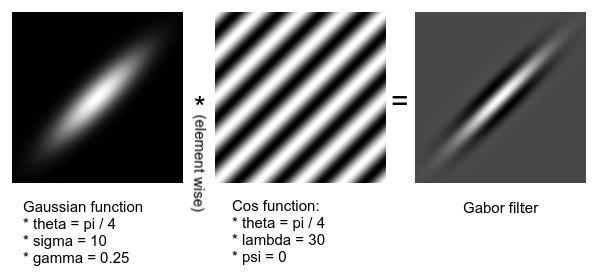 *
(element wise)
=
Gaussian function
* theta = pi / 4
* sigma = 10
* gamma = 0.25
Cos function:
* theta = pi / 4
* lambda = 30
* psi = 0
Gabor filter